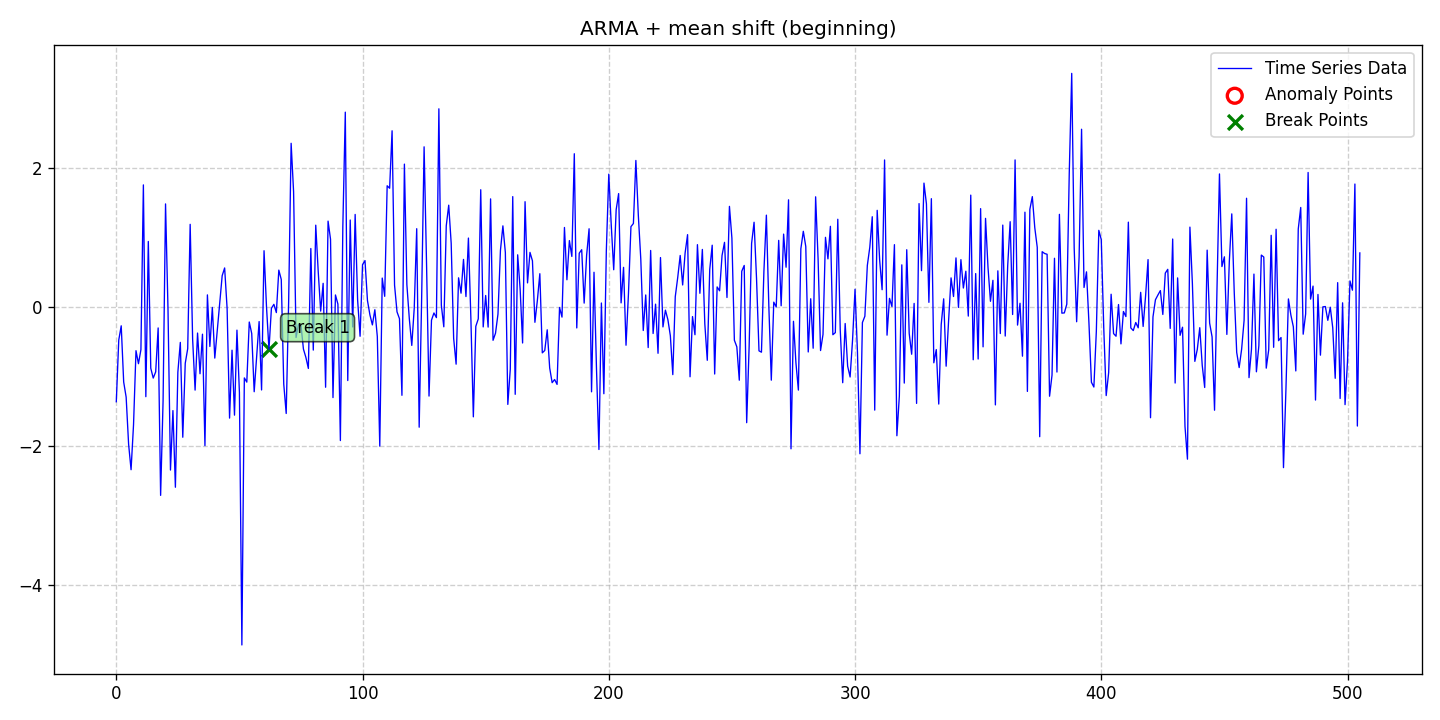 ARMA + mean shift (beginning)
Time Series Data
Anomaly Points
Break Points
2
0
−2
−4
Break 1
0
100
200
300
400
500